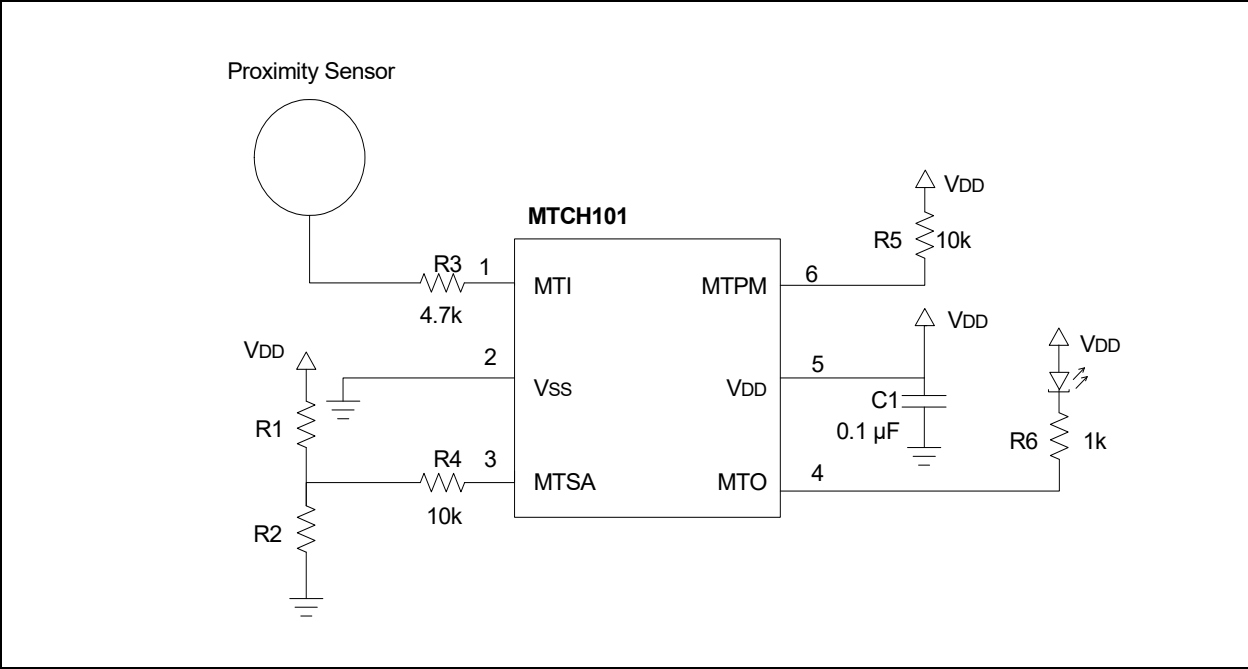 Proximity Sensor
MTCH101
R3
1
4.7k
MTI
MTPM
6
R5
10k
VDD
VDD
2
VSS
VDD
5
VDD
C1
0.1 µF
R1
R4
3
10k
MTSA
MTO
4
R2
VDD
R6
1k